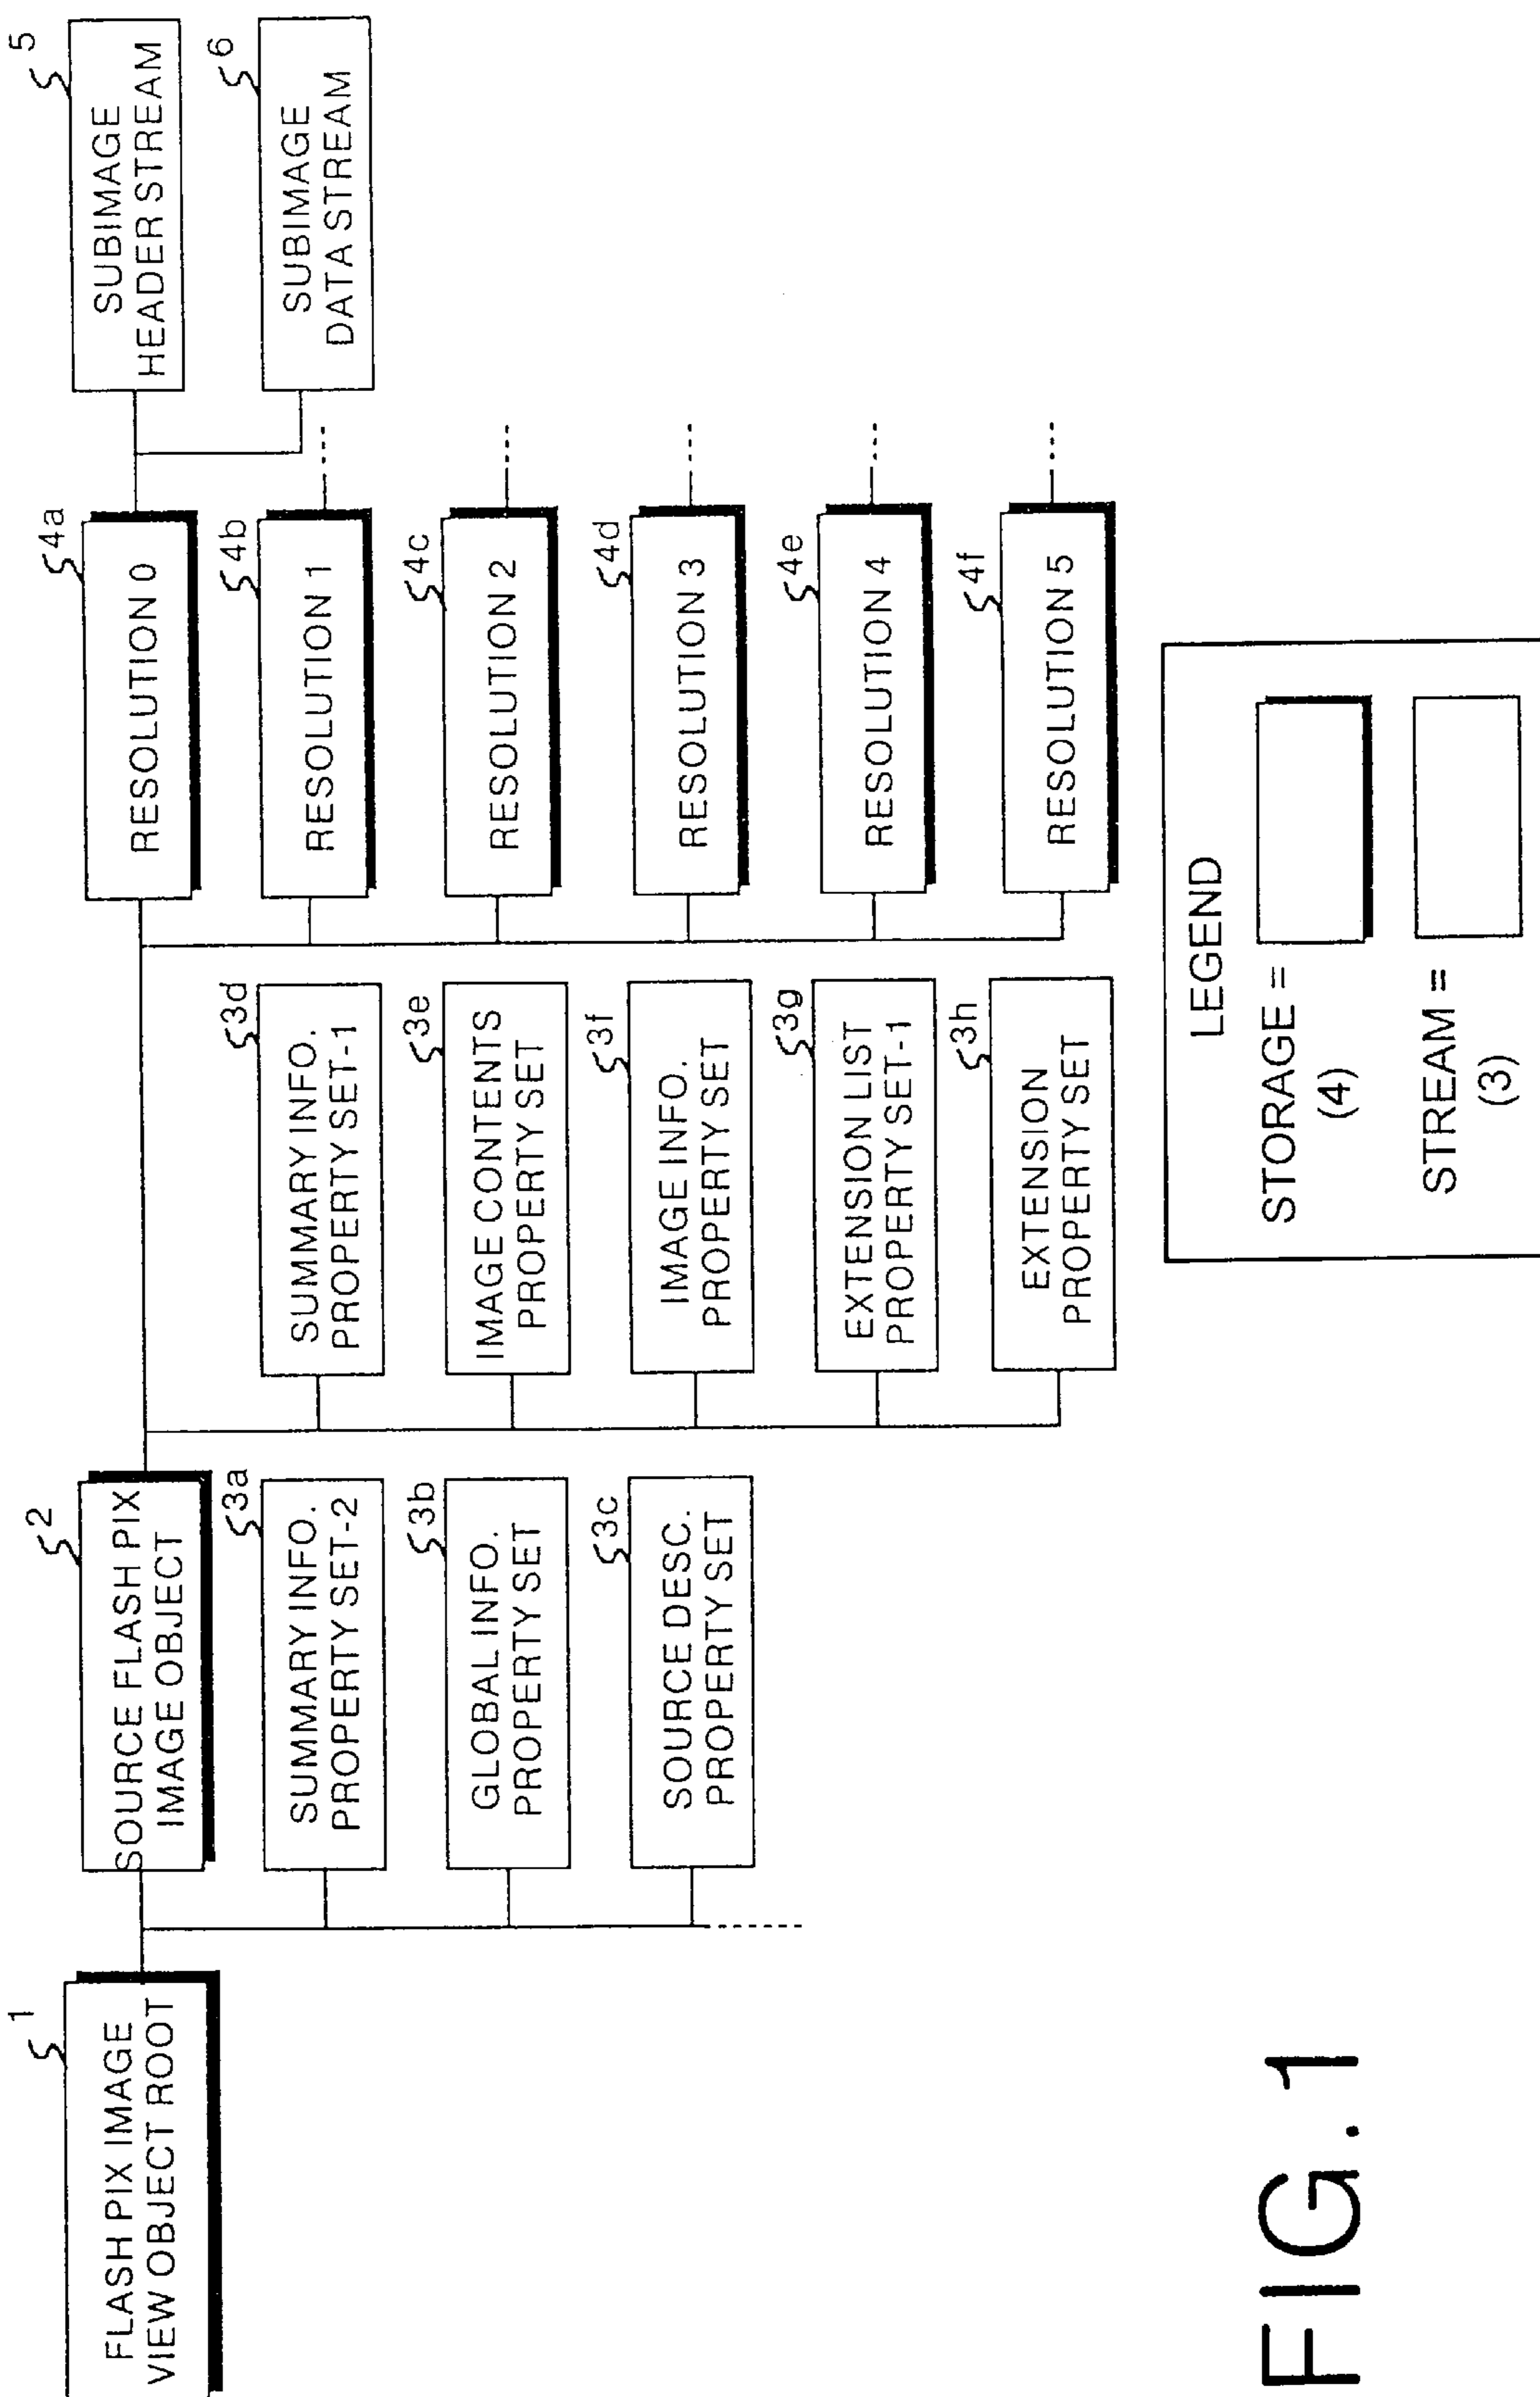 1
FLASH PIX IMAGE
VIEW OBJECT ROOT
2
SOURCE FLASH PIX
IMAGE OBJECT
3a
SUMMARY INFO.
PROPERTY SET-2
3b
GLOBAL INFO.
PROPERTY SET
3c
SOURCE DESC.
PROPERTY SET
3d
SUMMARY INFO.
PROPERTY SET-1
3e
IMAGE CONTENTS
PROPERTY SET
3f
IMAGE INFO.
PROPERTY SET
3g
EXTENSION LIST
PROPERTY SET-1
3h
EXTENSION
PROPERTY SET
4a
RESOLUTION 0
4b
RESOLUTION 1
4c
RESOLUTION 2
4d
RESOLUTION 3
4e
RESOLUTION 4
4f
RESOLUTION 5
5
SUBIMAGE
HEADER STREAM
6
SUBIMAGE
DATA STREAM
LEGEND
STORAGE =
(4)
STREAM =
(3)
FIG. 1